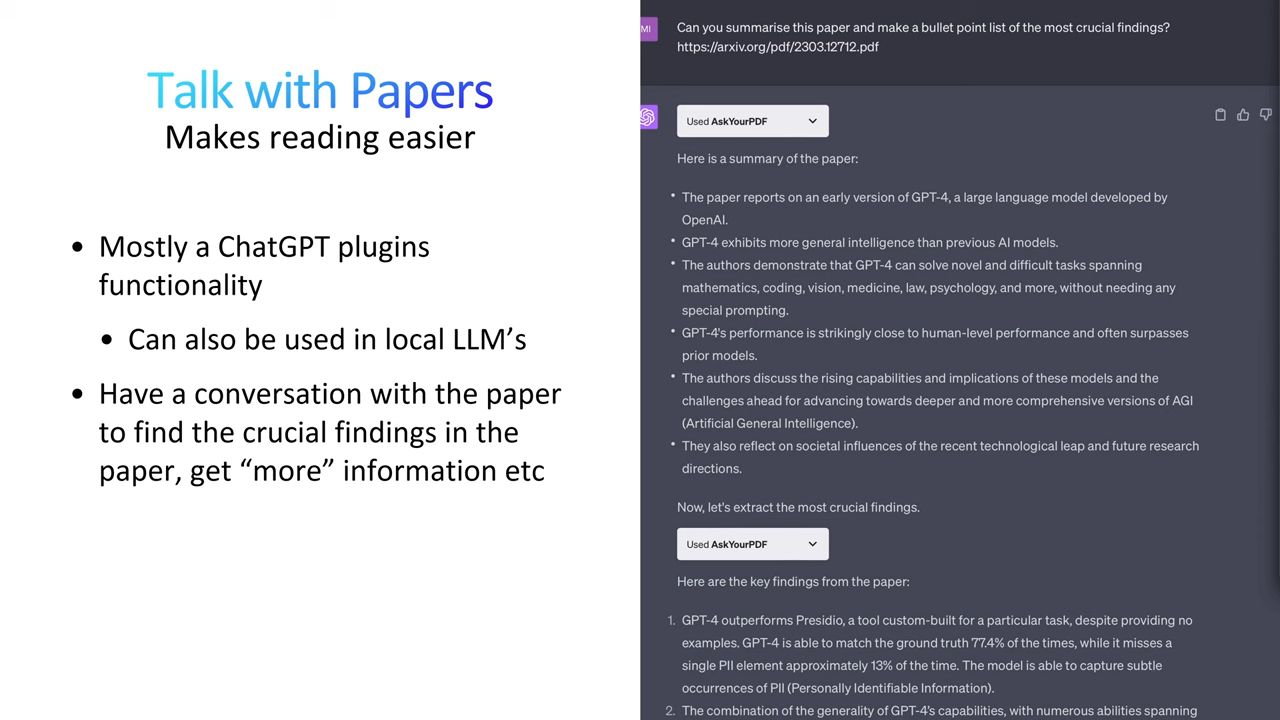 Talk with Papers
Makes reading easier
• Mostly a ChatGPT plugins
functionality
• Can also be used in local LLM’s
• Have a conversation with the paper
to find the crucial findings in the
paper, get “more” information etc
MI
Can you summarise this paper and make a bullet point list of the most crucial findings?
https://arxiv.org/pdf/2303.12712.pdf
Used AskYourPDF
Here is a summary of the paper:
• The paper reports on an early version of GPT-4, a large language model developed by
OpenAI.
• GPT-4 exhibits more general intelligence than previous AI models.
• The authors demonstrate that GPT-4 can solve novel and difficult tasks spanning
mathematics, coding, vision, medicine, law, psychology, and more, without needing any
special prompting.
• GPT-4's performance is strikingly close to human-level performance and often surpasses
prior models.
• The authors discuss the rising capabilities and implications of these models and the
challenges ahead for advancing towards deeper and more comprehensive versions of AGI
(Artificial General Intelligence).
• They also reflect on societal influences of the recent technological leap and future research
directions.
Now, let's extract the most crucial findings.
Used AskYourPDF
Here are the key findings from the paper:
1. GPT-4 outperforms Presidio, a tool custom-built for a particular task, despite providing no
examples. GPT-4 is able to match the ground truth 77.4% of the times, while it misses a
single PII element approximately 13% of the time. The model is able to capture subtle
occurrences of PII (Personally Identifiable Information).
2. The combination of the generality of GPT-4's capabilities, with numerous abilities spanning